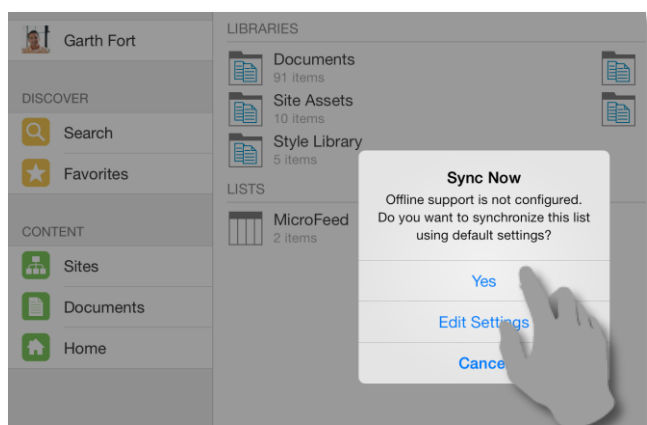 Garth Fort
DISCOVER
Search
Favorites
CONTENT
Sites
Documents
Home
LIBRARIES
Documents
91 items
Site Assets
10 items
Style Library
5 items
LISTS
MicroFeed
2 items
Sync Now
Offline support is not configured.
Do you want to synchronize this list
using default settings?
Yes
Edit Settings
Cance